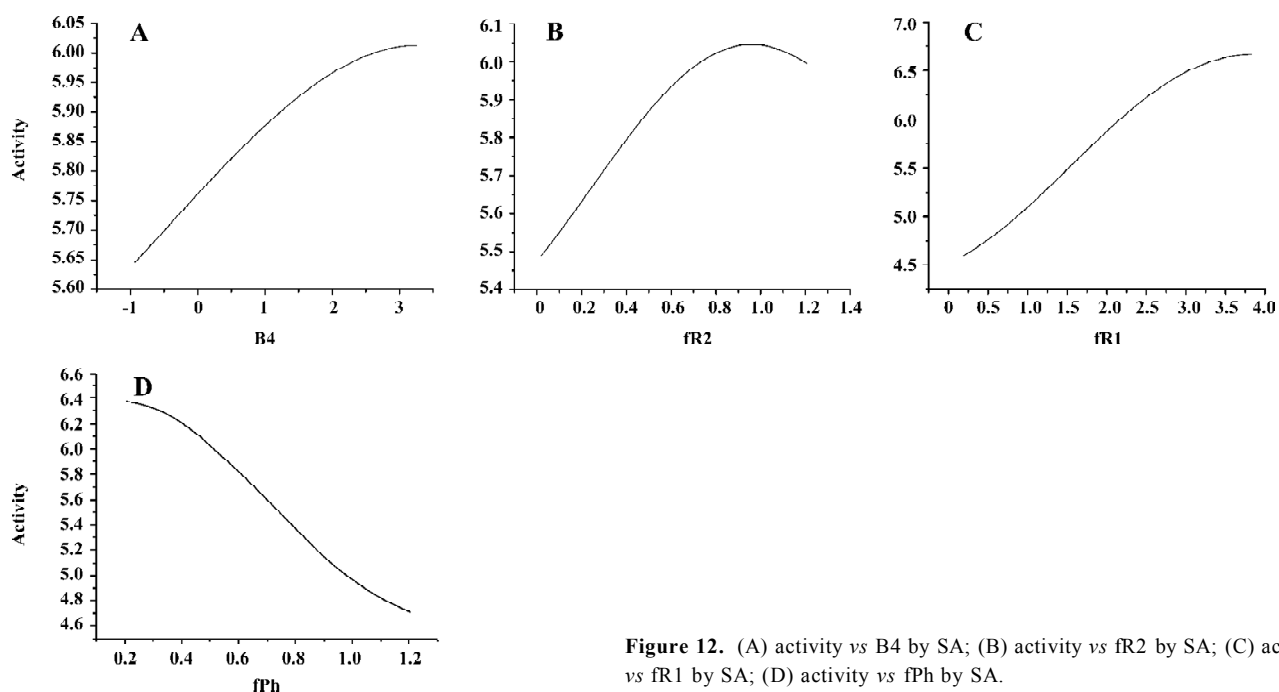 A
Activity
6.05
6.00
5.95
5.90
5.85
5.80
5.75
5.70
5.65
5.60
-1 0 1 2 3
B4
B
6.1
6.0
5.9
5.8
5.7
5.6
5.5
5.4
0 0.2 0.4 0.6 0.8 1.0 1.2 1.4
fR2
C
7.0
6.5
6.0
5.5
5.0
4.5
0 0.5 1.0 1.5 2.0 2.5 3.0 3.5 4.0
fR1
D
Activity
6.6
6.4
6.2
6.0
5.8
5.6
5.4
5.2
5.0
4.8
4.6
0.2 0.4 0.6 0.8 1.0 1.2
fPh
Figure 12. (A) activity vs B4 by SA; (B) activity vs fR2 by SA; (C) ac
vs fR1 by SA; (D) activity vs fPh by SA.